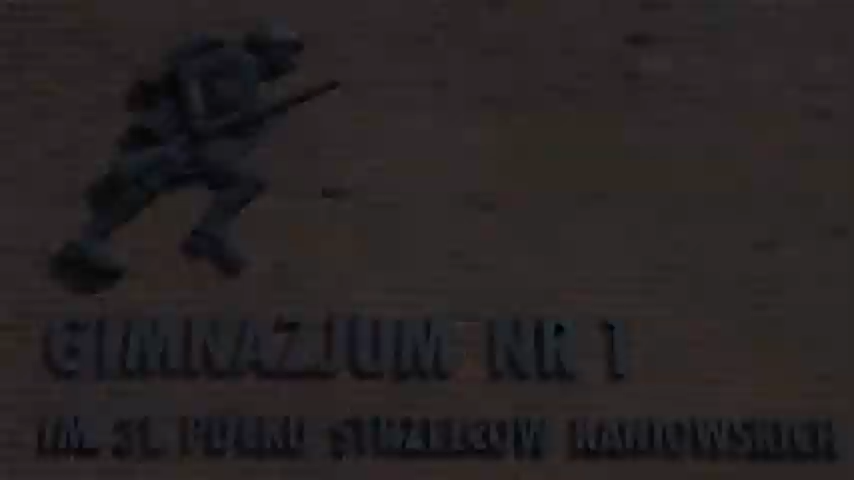 GIMNAZJUM NR 1
IM. 31. PUŁKU STRZELCÓW KANIOWSKICH